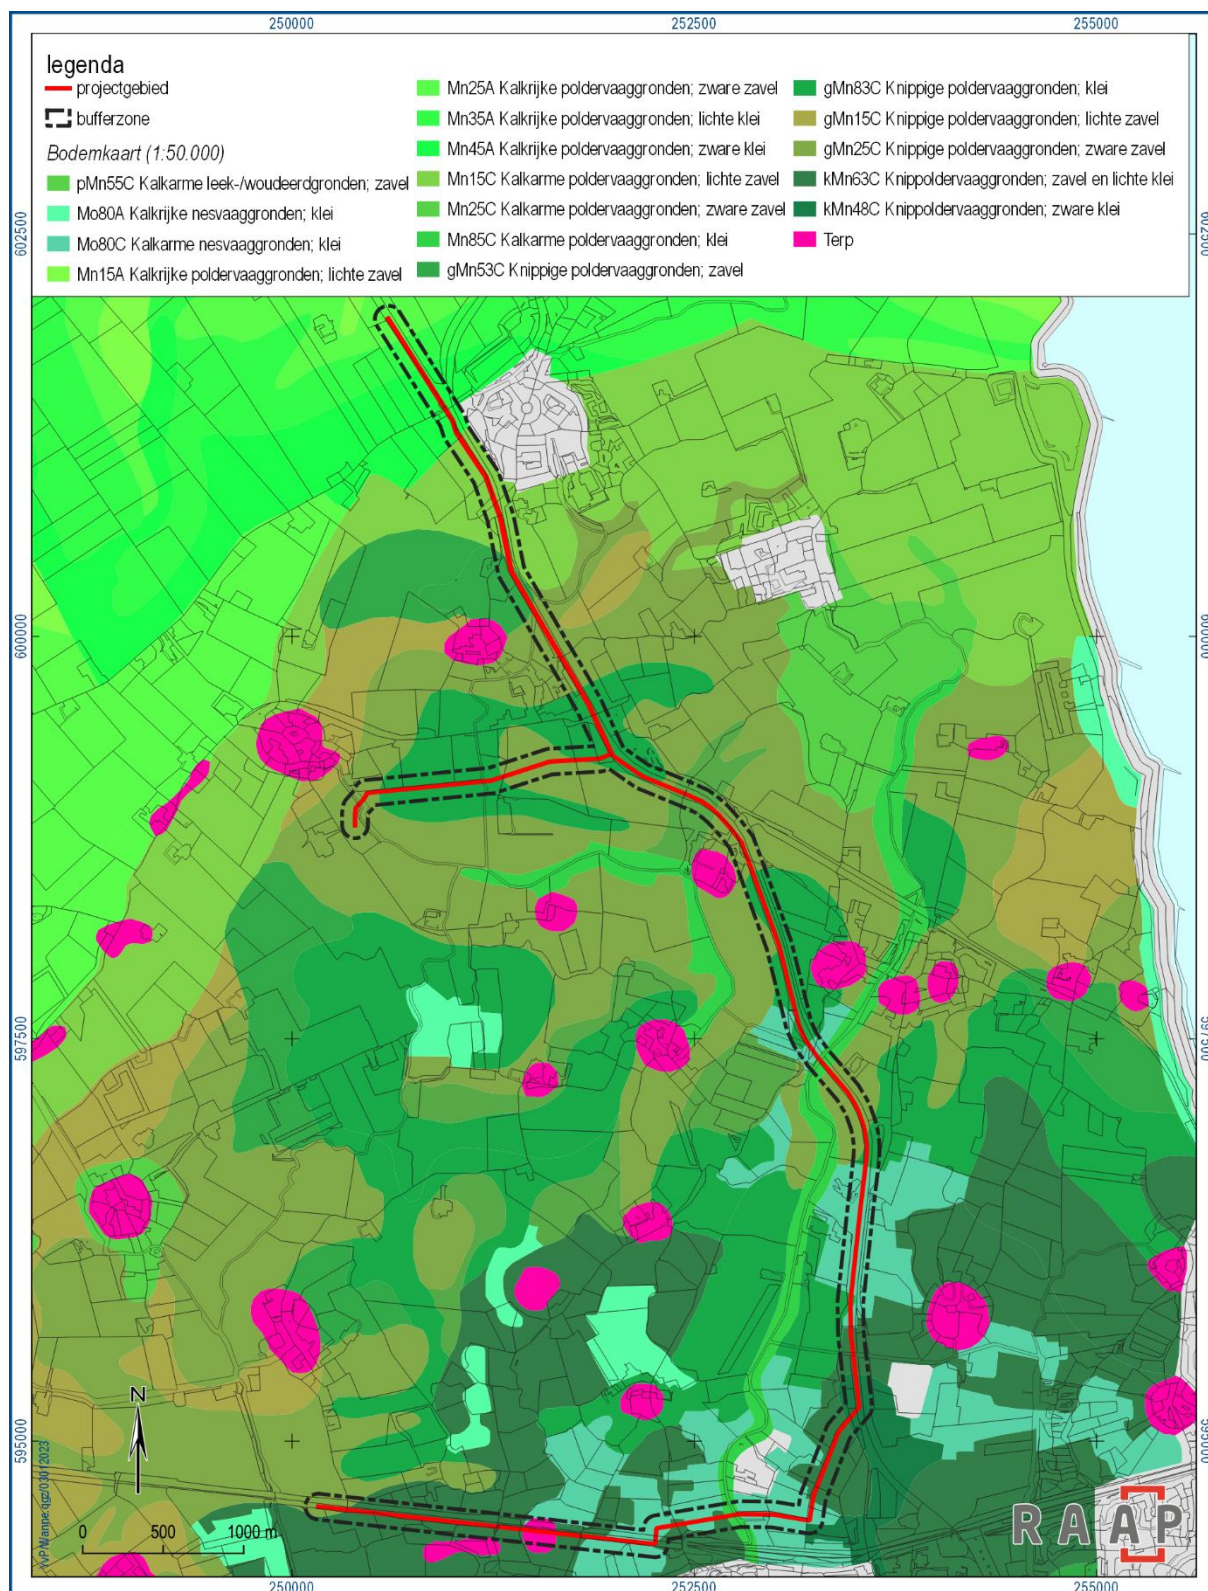 250000 252500 255000
legenda
projectgebied
bufferzone
Bodemkaart (1:50.000)
pMn55C Kalkarme leek-/woudeerdgronden; zavel
Mo80A Kalkrijke nesvaaggronden; klei
Mo80C Kalkarme nesvaaggronden; klei
Mn15A Kalkrijke poldervaaggronden; lichte zavel
Mn25A Kalkrijke poldervaaggronden; zware zavel
Mn35A Kalkrijke poldervaaggronden; lichte klei
Mn45A Kalkrijke poldervaaggronden; zware klei
Mn15C Kalkarme poldervaaggronden; lichte zavel
Mn25C Kalkarme poldervaaggronden; zware zavel
Mn85C Kalkarme poldervaaggronden; klei
gMn53C Knippige poldervaaggronden; zavel
gMn83C Knippige poldervaaggronden; klei
gMn15C Knippige poldervaaggronden; lichte zavel
gMn25C Knippige poldervaaggronden; zware zavel
kMn63C Knippoldervaaggronden; zavel en lichte klei
kMn48C Knippoldervaaggronden; zware klei
Terp
602500 602500
600000 600000
597500 597500
595000 595000
N
0 500 1000 m
RAAP
250000 252500 255000